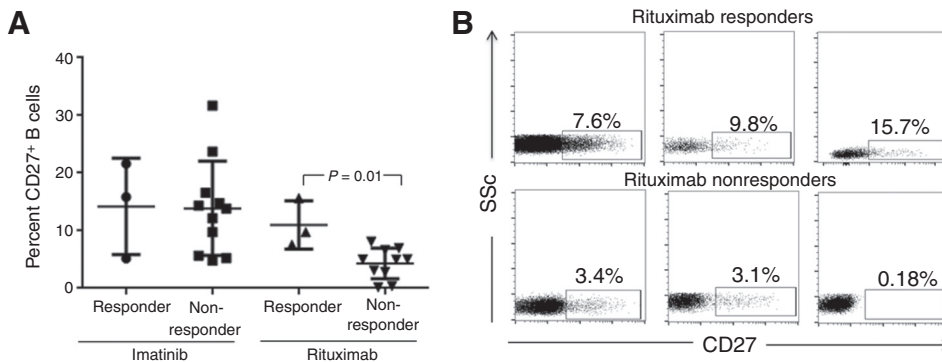 A
Percent CD27+ B cells
40
30
20
10
0
P = 0.01
Responder
Non-
responder
Responder
Non-
responder
Imatinib
Rituximab
B
Rituximab responders
7.6%
9.8%
15.7%
Rituximab nonresponders
3.4%
3.1%
0.18%
SSc
CD27